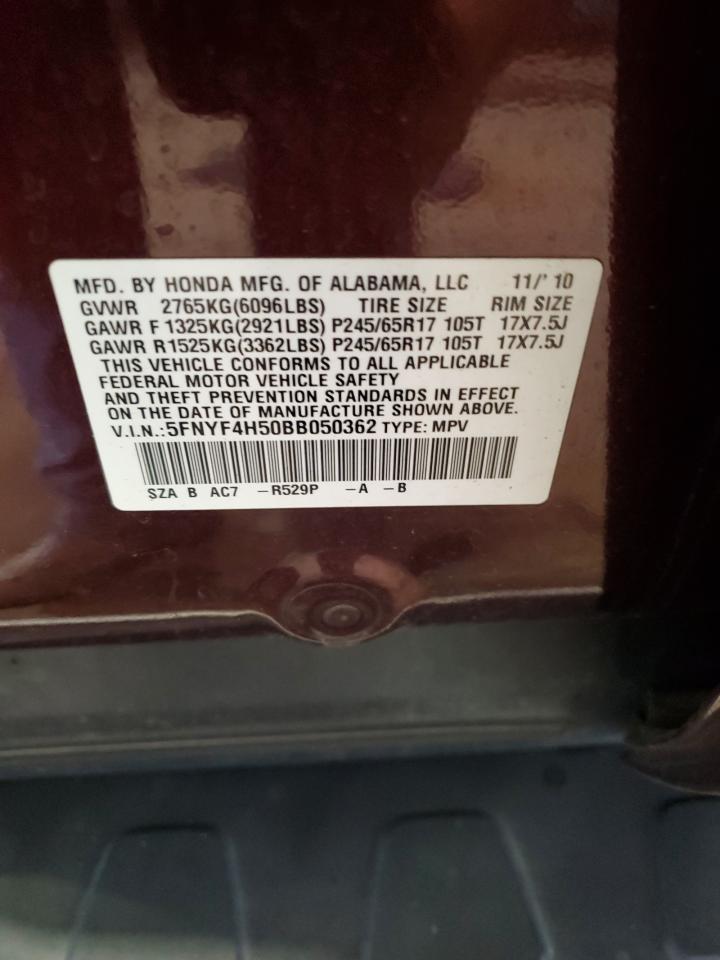 MFD. BY HONDA MFG. OF ALABAMA, LLC 11/'10
GVWR 2765KG(6096LBS) TIRE SIZE RIM SIZE
GAWR F 1325KG(2921LBS) P245/65R17 105T 17X7.5J
GAWR R1525KG(3362LBS) P245/65R17 105T 17X7.5J
THIS VEHICLE CONFORMS TO ALL APPLICABLE
FEDERAL MOTOR VEHICLE SAFETY
AND THEFT PREVENTION STANDARDS IN EFFECT
ON THE DATE OF MANUFACTURE SHOWN ABOVE.
V.I.N.:5FNYF4H50BB050362 TYPE: MPV
SZA B AC7 -R529P -A -B